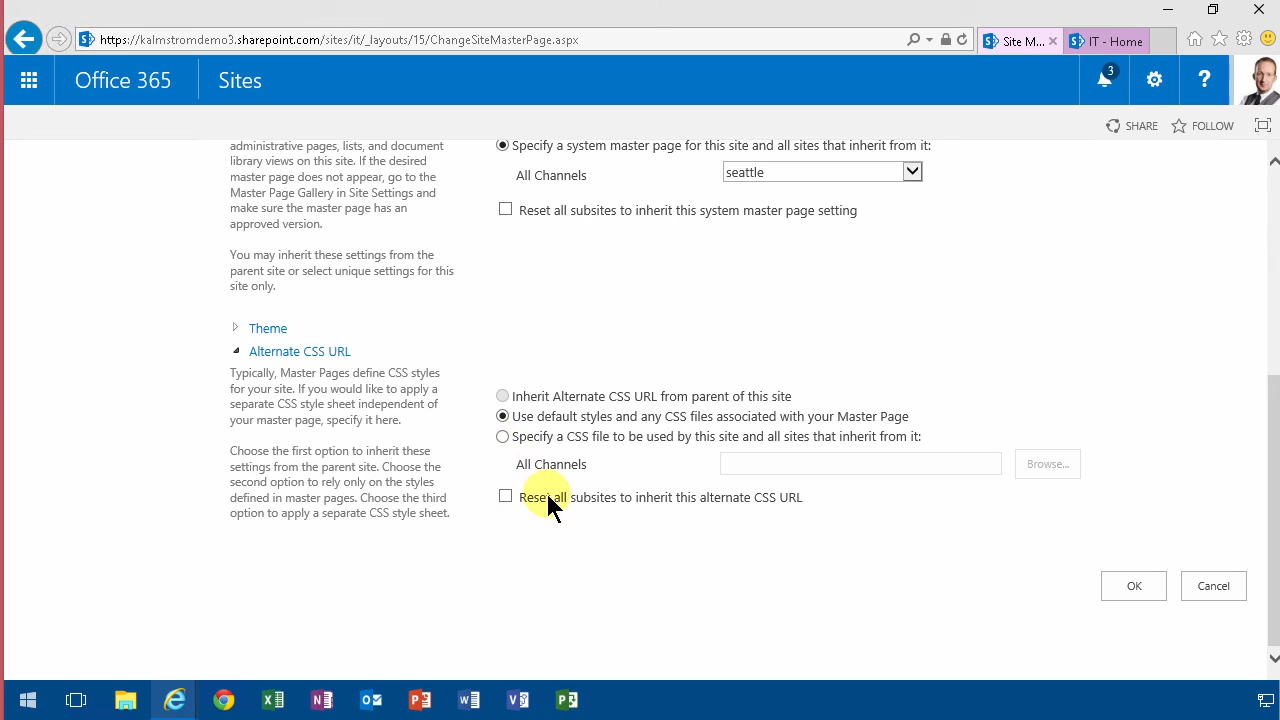 https://kalmstromdemo3.sharepoint.com/sites/it/_layouts/15/ChangeSiteMasterPage.aspx
Site M...
IT - Home
Office 365
Sites
3
?
SHARE
FOLLOW
administrative pages, lists, and document
library views on this site. If the desired
master page does not appear, go to the
Master Page Gallery in Site Settings and
make sure the master page has an
approved version.
You may inherit these settings from the
parent site or select unique settings for this
site only.
Specify a system master page for this site and all sites that inherit from it:
All Channels
seattle
Reset all subsites to inherit this system master page setting
Theme
Alternate CSS URL
Typically, Master Pages define CSS styles
for your site. If you would like to apply a
separate CSS style sheet independent of
your master page, specify it here.
Choose the first option to inherit these
settings from the parent site. Choose the
second option to rely only on the styles
defined in master pages. Choose the third
option to apply a separate CSS style sheet.
Inherit Alternate CSS URL from parent of this site
Use default styles and any CSS files associated with your Master Page
Specify a CSS file to be used by this site and all sites that inherit from it:
All Channels
Browse...
Reset all subsites to inherit this alternate CSS URL
OK
Cancel